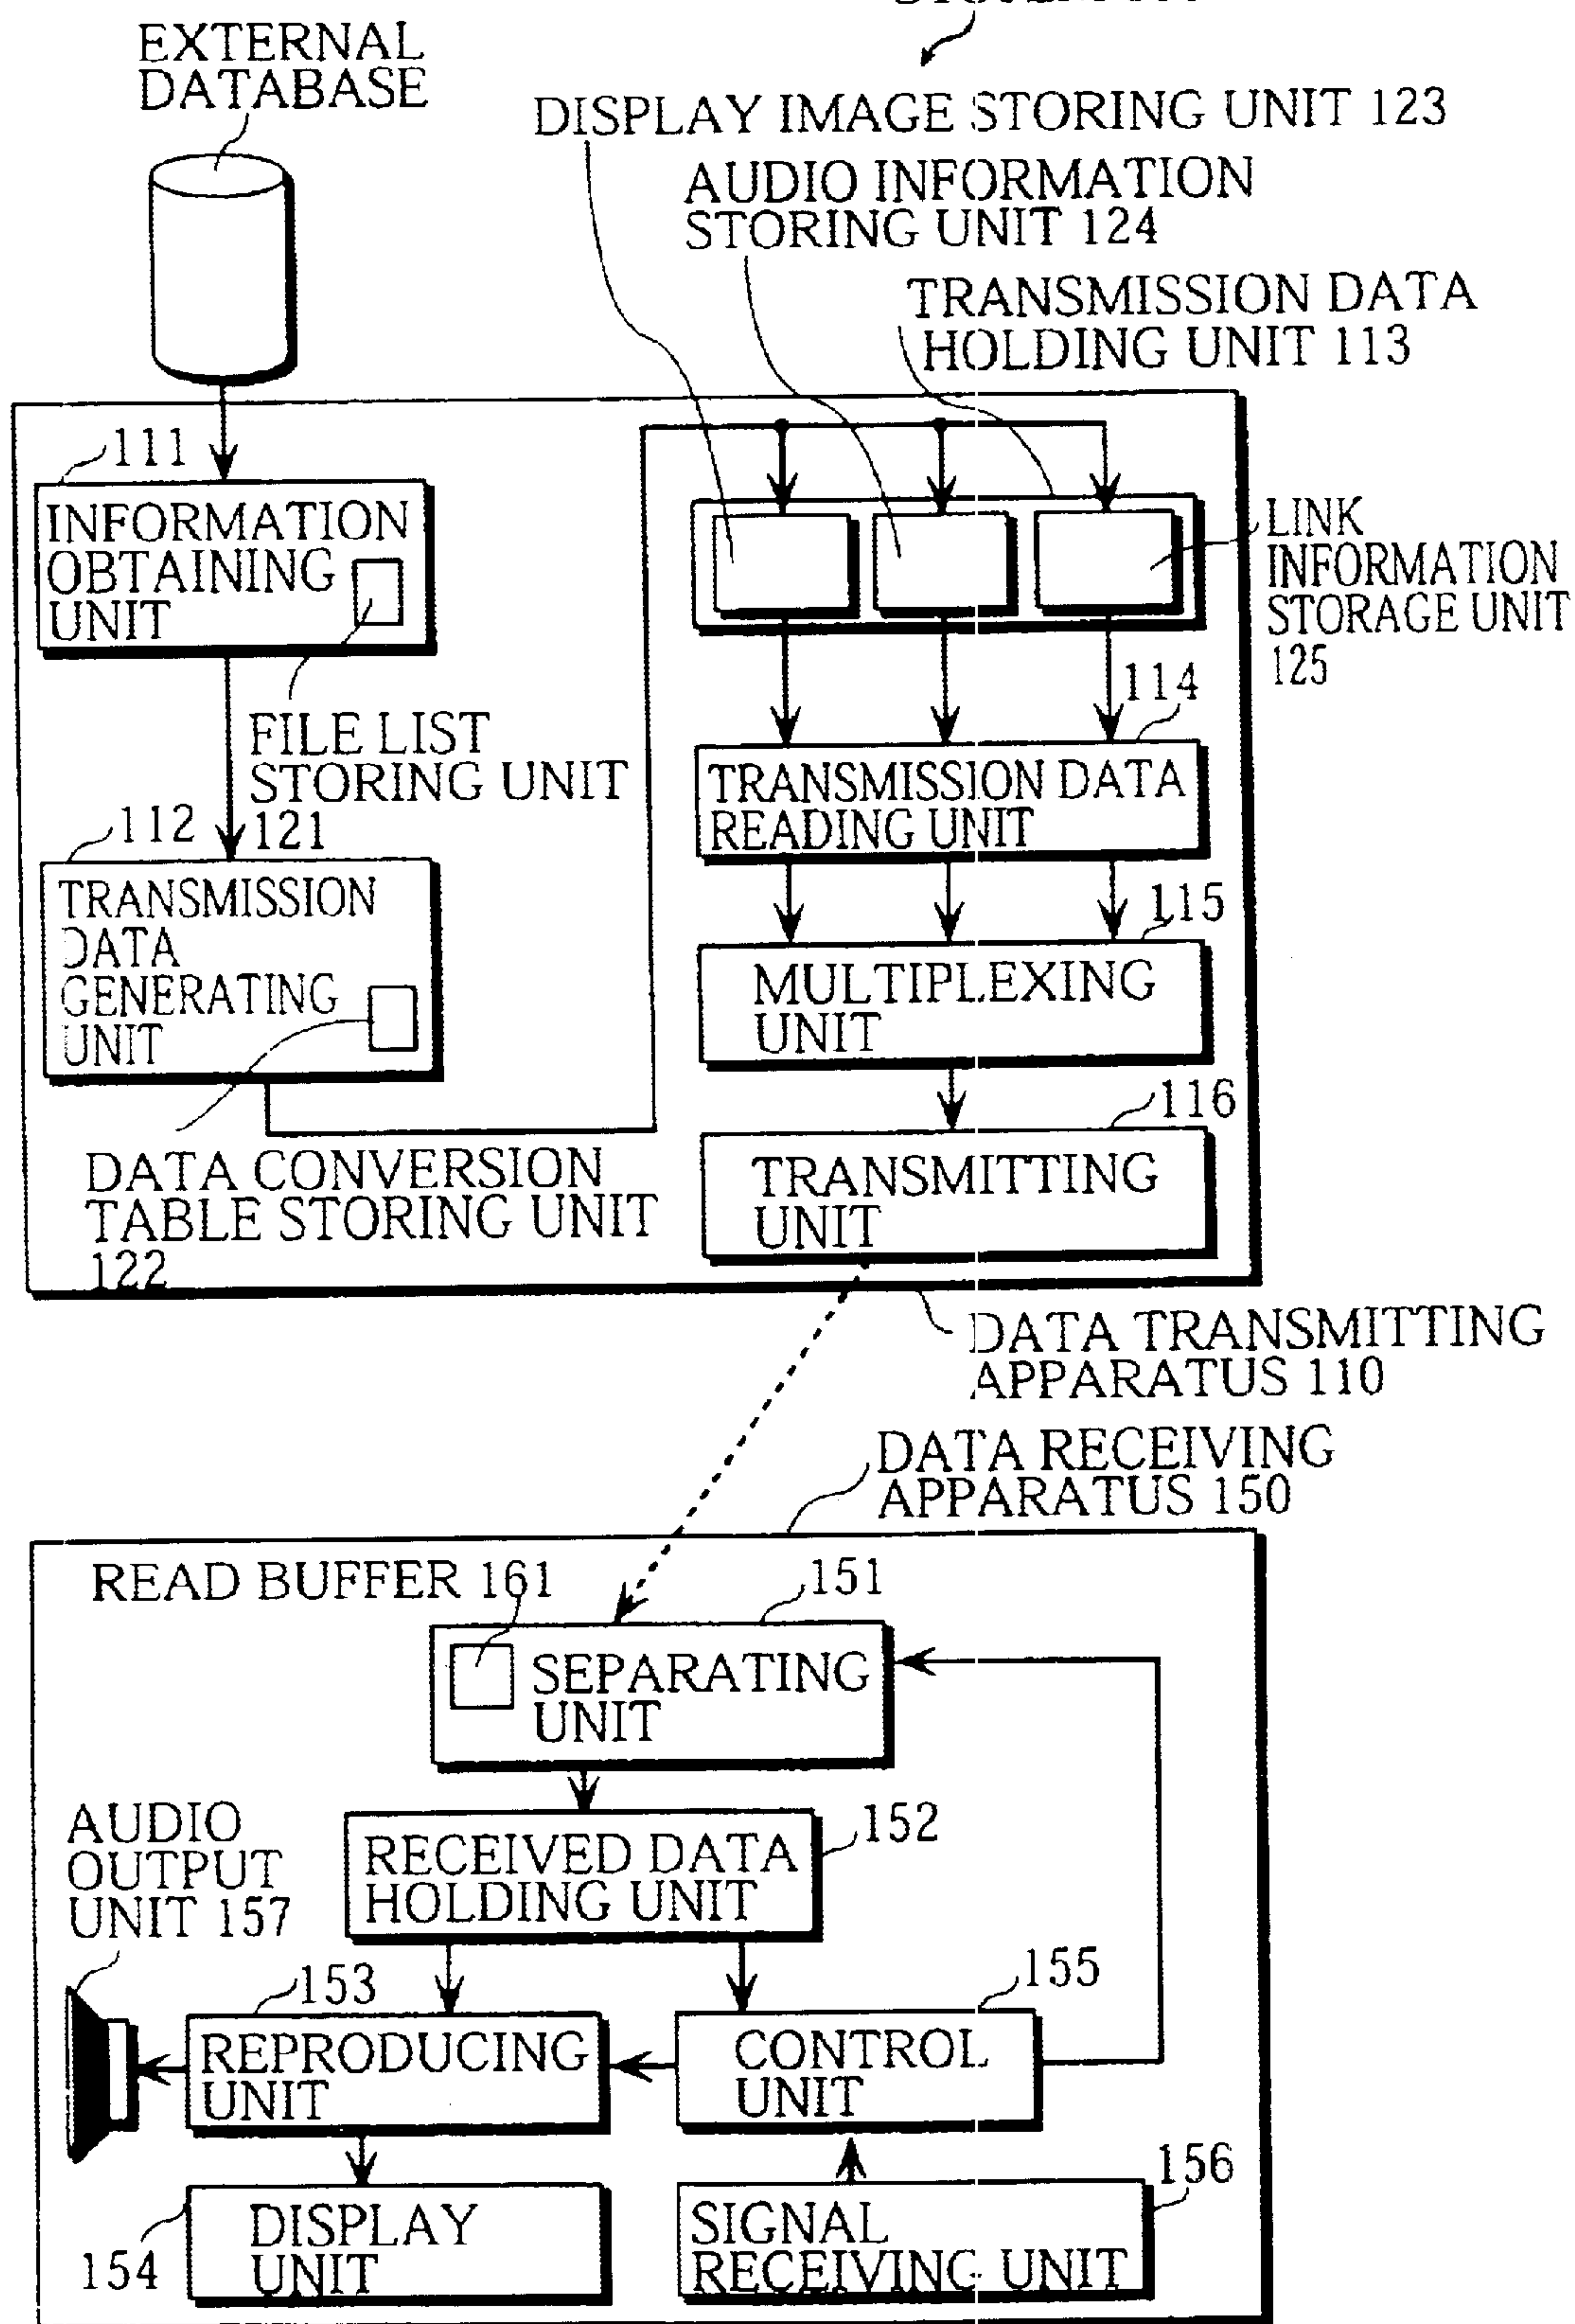 EXTERNAL
DATABASE
DISPLAY IMAGE STORING UNIT 123
AUDIO INFORMATION
STORING UNIT 124
TRANSMISSION DATA
HOLDING UNIT 113
111
INFORMATION
OBTAINING
UNIT
LINK
INFORMATION
STORAGE UNIT
125
FILE LIST
STORING UNIT
121
114
TRANSMISSION DATA
READING UNIT
112
TRANSMISSION
DATA
GENERATING
UNIT
115
MULTIPLEXING
UNIT
116
TRANSMITTING
UNIT
DATA CONVERSION
TABLE STORING UNIT
122
DATA TRANSMITTING
APPARATUS 110
DATA RECEIVING
APPARATUS 150
READ BUFFER 161
151
SEPARATING
UNIT
AUDIO
OUTPUT
UNIT 157
152
RECEIVED DATA
HOLDING UNIT
153
REPRODUCING
UNIT
155
CONTROL
UNIT
154
DISPLAY
UNIT
156
SIGNAL
RECEIVING UNIT